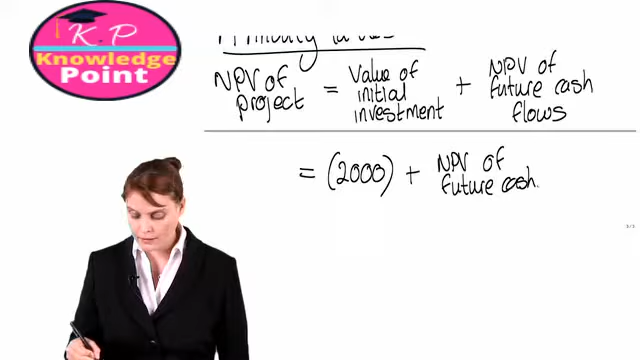 K.P
Knowledge
Point
NPV of project = Value of initial investment + NPV of future cash flows
= (2000) + NPV of future cash